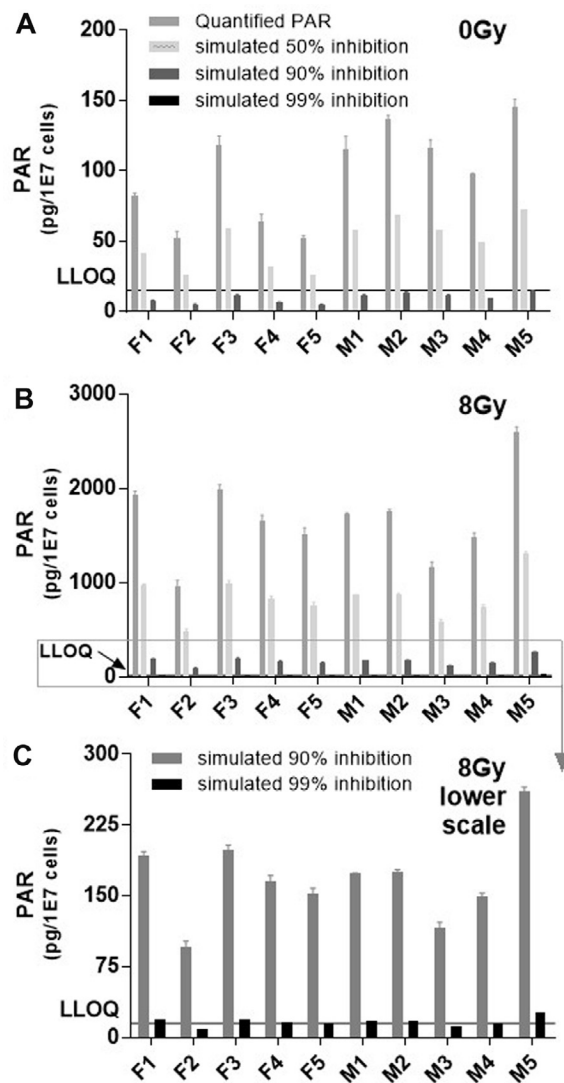 A
Quantified PAR
simulated 50% inhibition
simulated 90% inhibition
simulated 99% inhibition
0Gy
200
150
100
50
0
PAR
(pg/1E7 cells)
LLOQ
F1 F2 F3 F4 F5 M1 M2 M3 M4 M5
B
8Gy
3000
2000
1000
0
PAR
(pg/1E7 cells)
LLOQ
F1 F2 F3 F4 F5 M1 M2 M3 M4 M5
C
simulated 90% inhibition
simulated 99% inhibition
8Gy
lower
scale
300
225
150
75
0
PAR
(pg/1E7 cells)
LLOQ
F1 F2 F3 F4 F5 M1 M2 M3 M4 M5